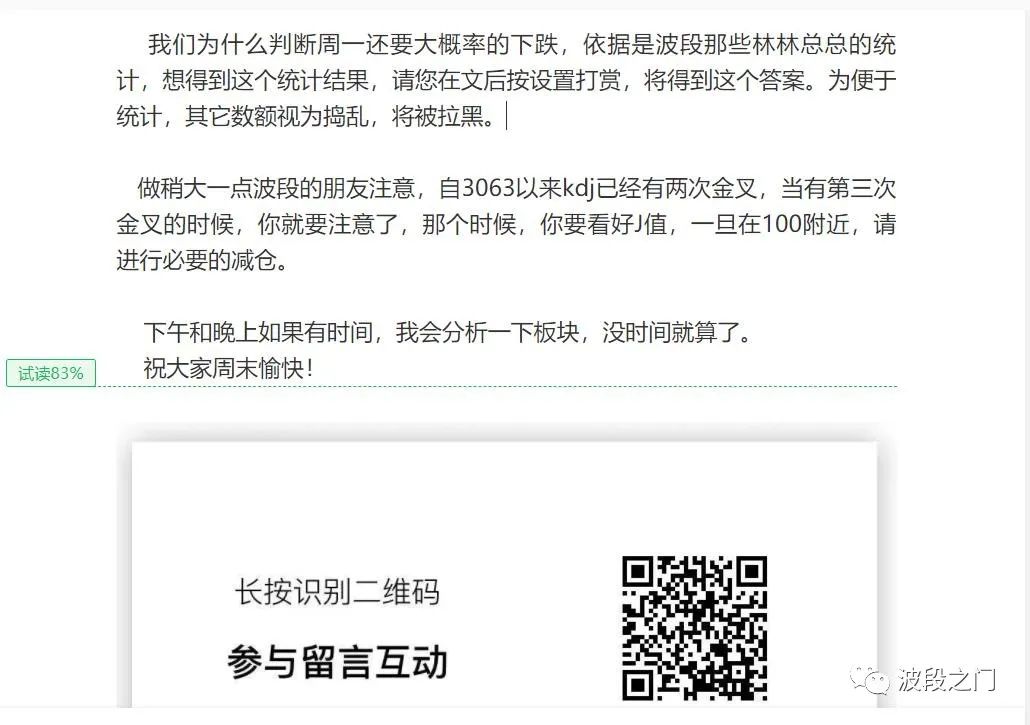 我们为什么判断周一还要大概率的下跌，依据是波段那些林林总总的统
计，想得到这个统计结果，请您在文后按设置打赏，将得到这个答案。为便于
统计，其它数额视为捣乱，将被拉黑。
做稍大一点波段的朋友注意，自3063以来kdj已经有两次金叉，当有第三次
金叉的时候，你就要注意了，那个时候，你要看好J值，一旦在100附近，请
进行必要的减仓。
下午和晚上如果有时间，我会分析一下板块，没时间就算了。
祝大家周末愉快！
试读83%
长按识别二维码
参与留言互动
波段之门